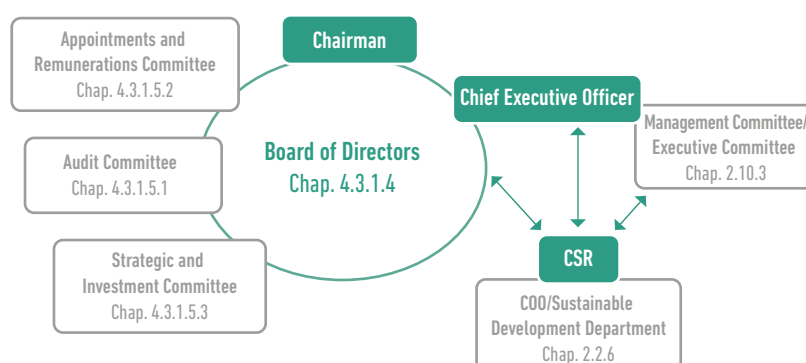 Appointments and
Remunerations Committee
Chap. 4.3.1.5.2
Chairman
Chief Executive Officer
Management Committee/
Executive Committee
Chap. 2.10.3
Audit Committee
Chap. 4.3.1.5.1
Board of Directors
Chap. 4.3.1.4
Strategic and
Investment Committee
Chap. 4.3.1.5.3
CSR
COO/Sustainable
Development Department
Chap. 2.2.6